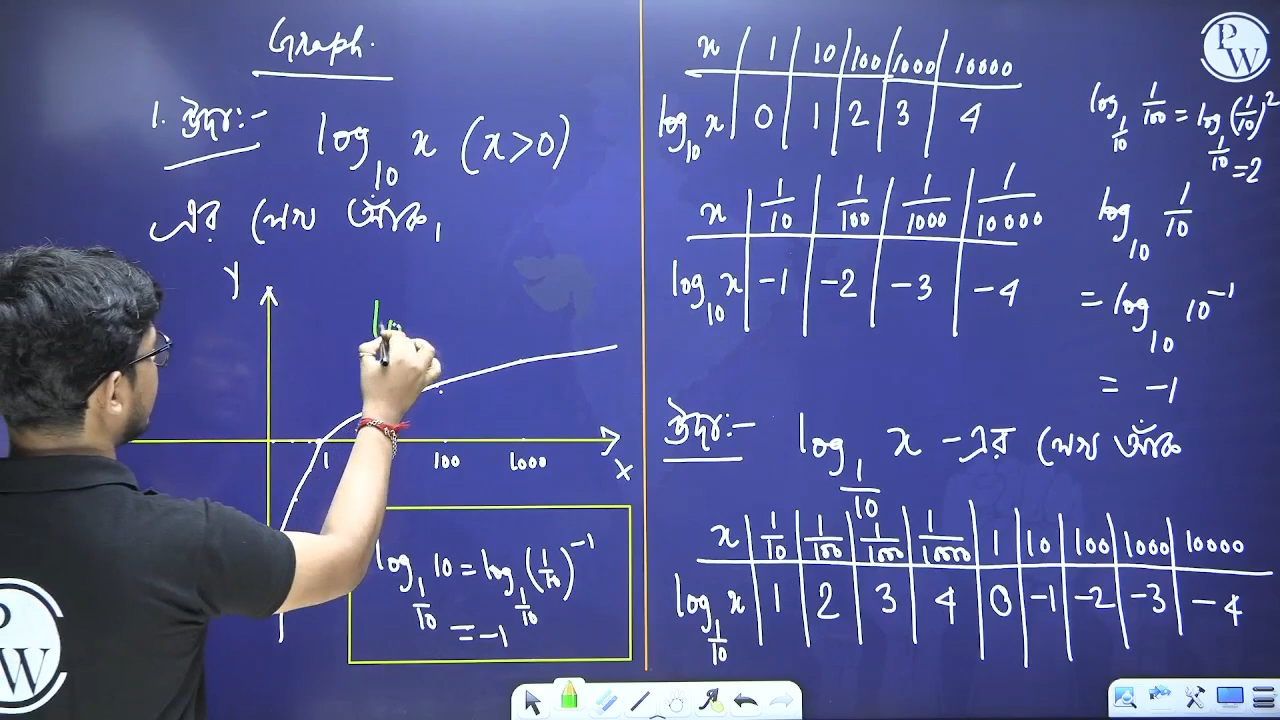 Graph.
1. উদা:- log₁₀ x (x>0)
এর লেখ আঁক।
Y
1 100 1000 X
log_{1/10} 10 = log_{1/10} (1/10)⁻¹
= -1
x | 1 | 10 | 100 | 1000 | 10000
log₁₀ x | 0 | 1 | 2 | 3 | 4
x | 1/10 | 1/100 | 1/1000 | 1/10000
log₁₀ x | -1 | -2 | -3 | -4
log_{1/10} 1/100 = log_{1/10} (1/10)²
= 2
log₁₀ 1/10
= log₁₀ 10⁻¹
= -1
উদা:- log_{1/10} x -এর লেখ আঁক
x | 1/10 | 1/100 | 1/100 | 1/1000 | 1 | 10 | 100 | 1000 | 10000
log_{1/10} x | 1 | 2 | 3 | 4 | 0 | -1 | -2 | -3 | -4
PW
PW